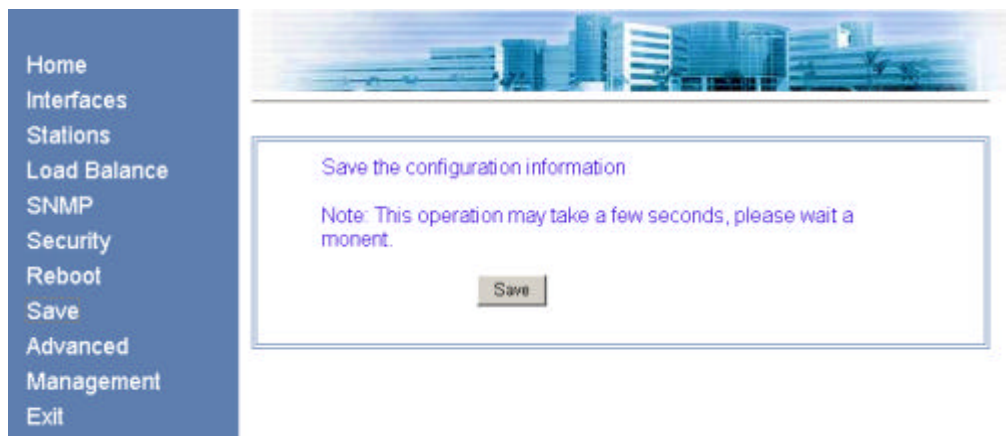 Home
Interfaces
Stations
Load Balance
SNMP
Security
Reboot
Save
Advanced
Management
Exit
Save the configuration information
Note: This operation may take a few seconds, please wait a
monent.
Save